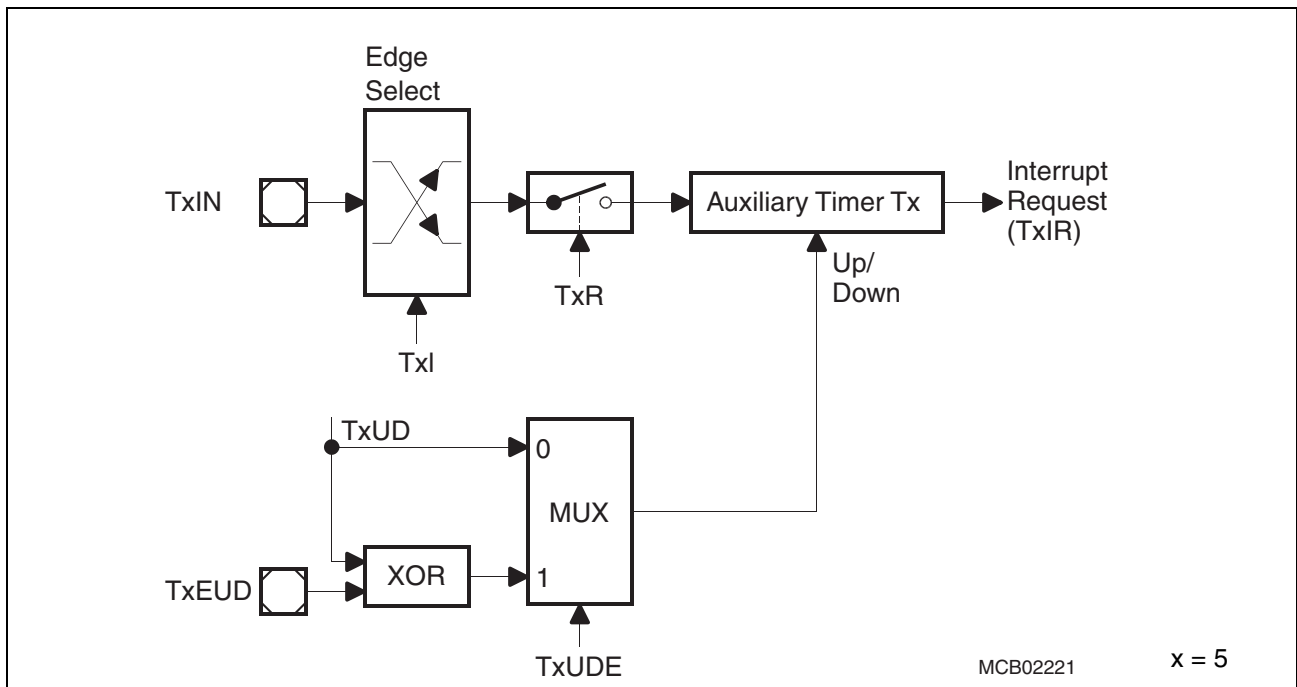 Edge
Select
TxIN
Auxiliary Timer Tx
Interrupt
Request
(TxIR)
TxR
Up/
Down
TxI
TxUD
0
MUX
TxEUD
XOR
1
TxUDE
MCB02221
x = 5